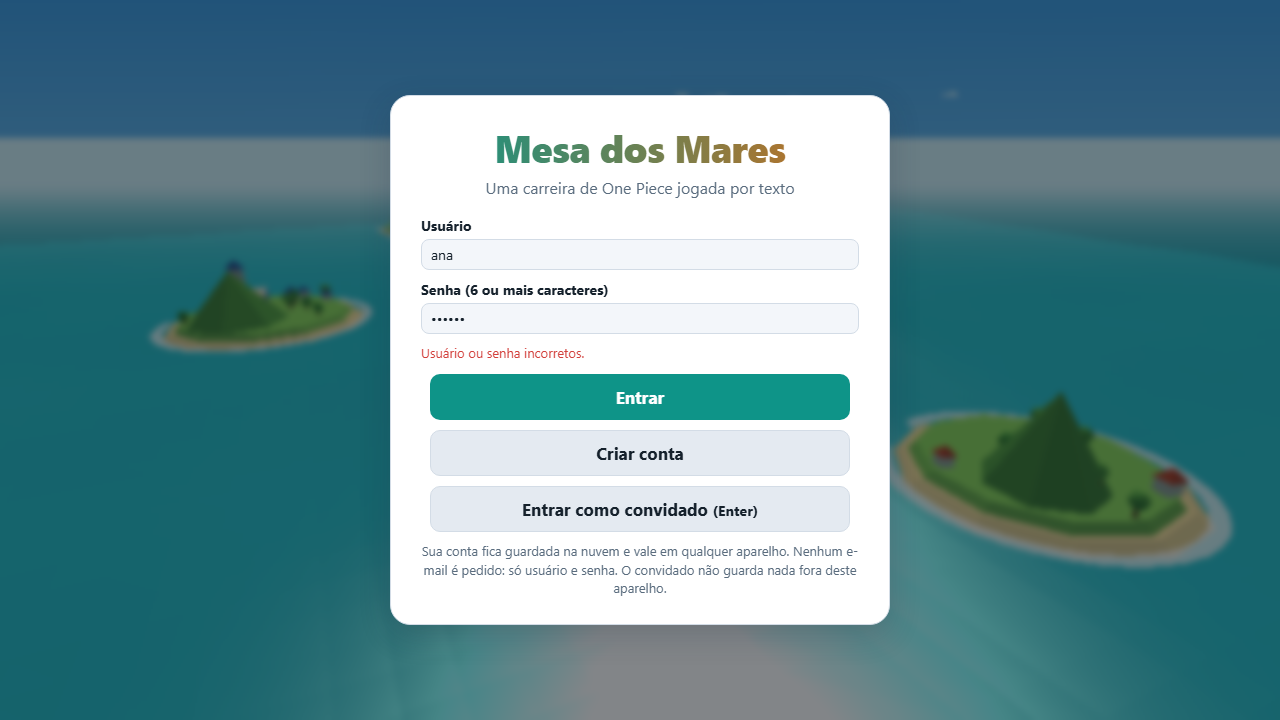 Mesa dos Mares
Uma carreira de One Piece jogada por texto
Usuário
ana
Senha (6 ou mais caracteres)
••••••
Usuário ou senha incorretos.
Entrar
Criar conta
Entrar como convidado (Enter)
Sua conta fica guardada na nuvem e vale em qualquer aparelho. Nenhum e-
mail é pedido: só usuário e senha. O convidado não guarda nada fora deste
aparelho.